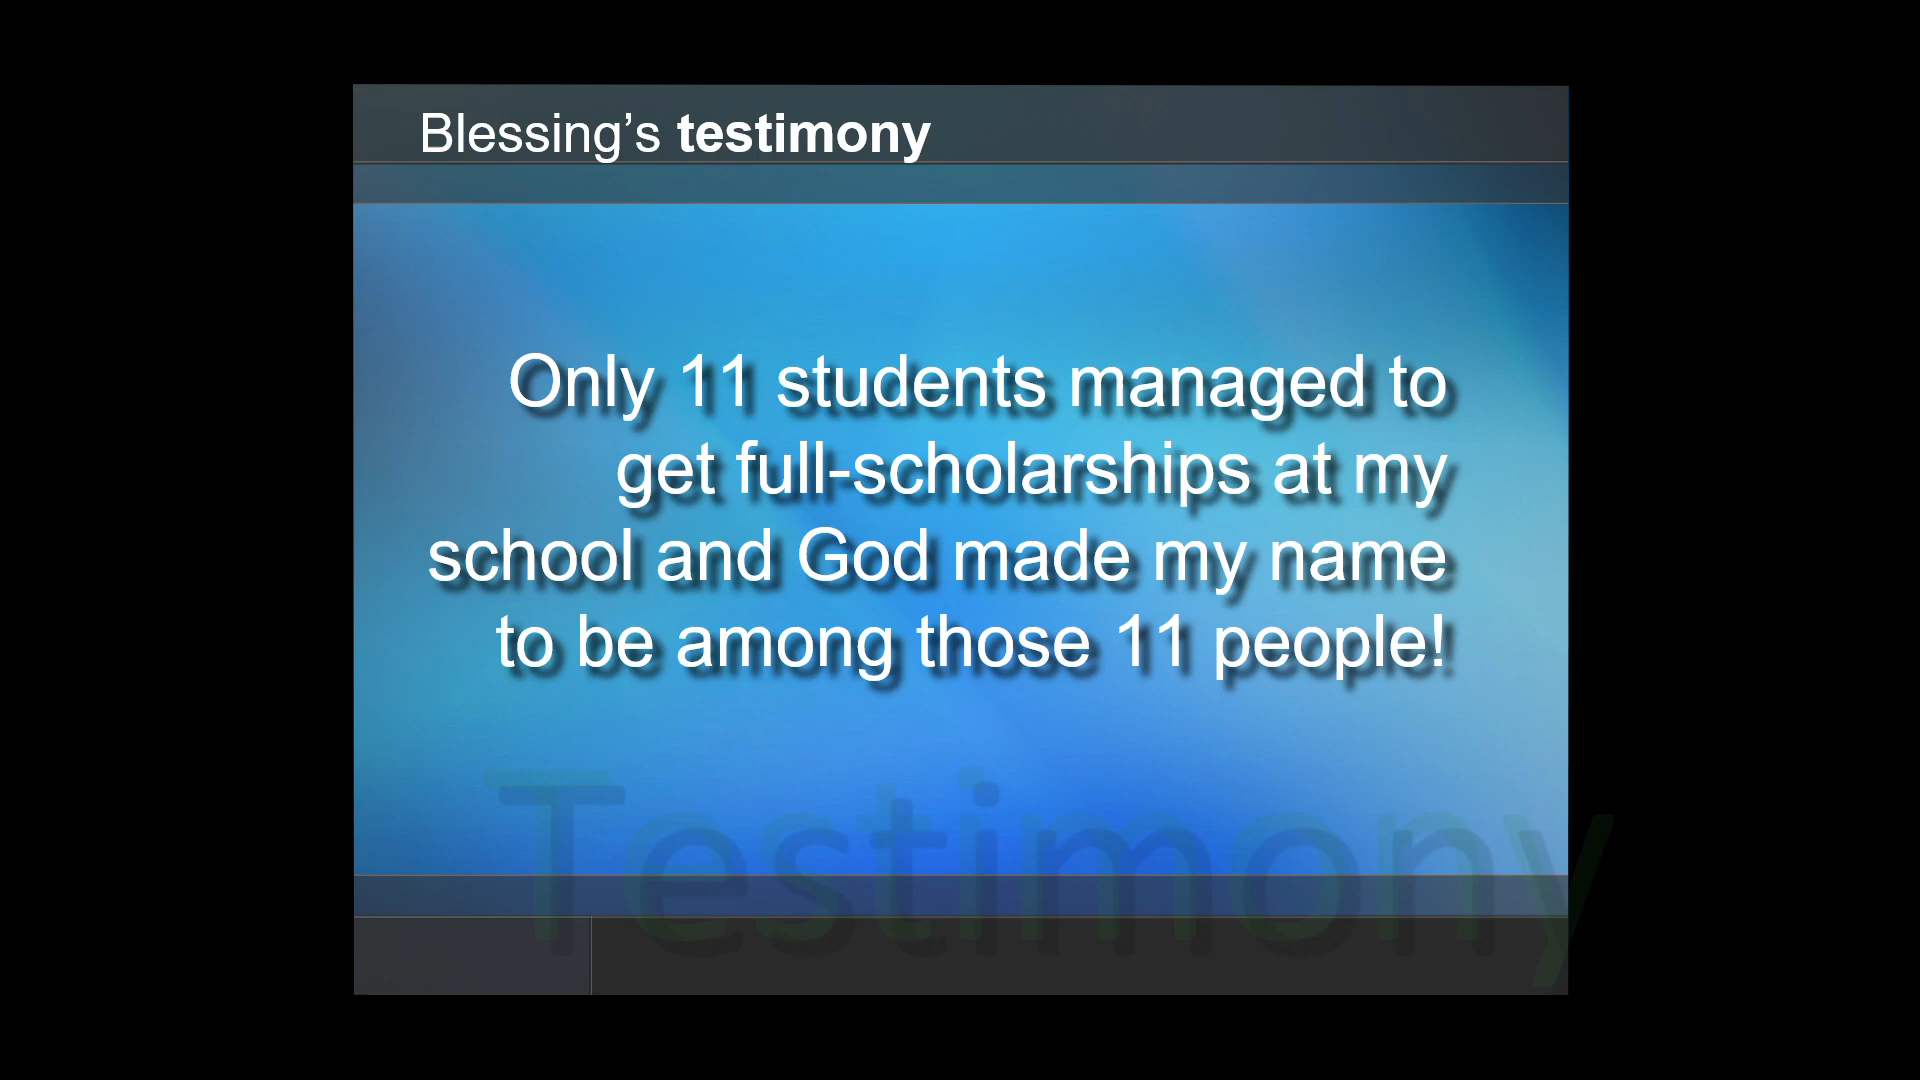 Blessing’s testimony
Only 11 students managed to
get full-scholarships at my
school and God made my name
to be among those 11 people!
Testimony